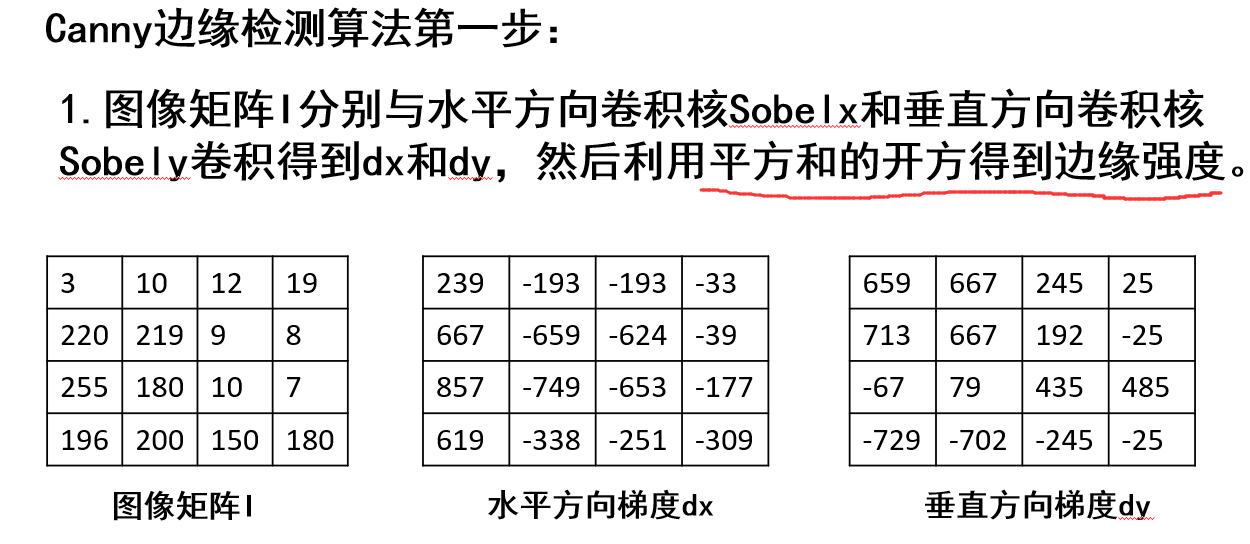 Canny边缘检测算法第一步：
1.图像矩阵I分别与水平方向卷积核Sobelx和垂直方向卷积核
Sobely卷积得到dx和dy，然后利用平方和的开方得到边缘强度。
3 10 12 19
220 219 9 8
255 180 10 7
196 200 150 180
图像矩阵I
239 -193 -193 -33
667 -659 -624 -39
857 -749 -653 -177
619 -338 -251 -309
水平方向梯度dx
659 667 245 25
713 667 192 -25
-67 79 435 485
-729 -702 -245 -25
垂直方向梯度dy